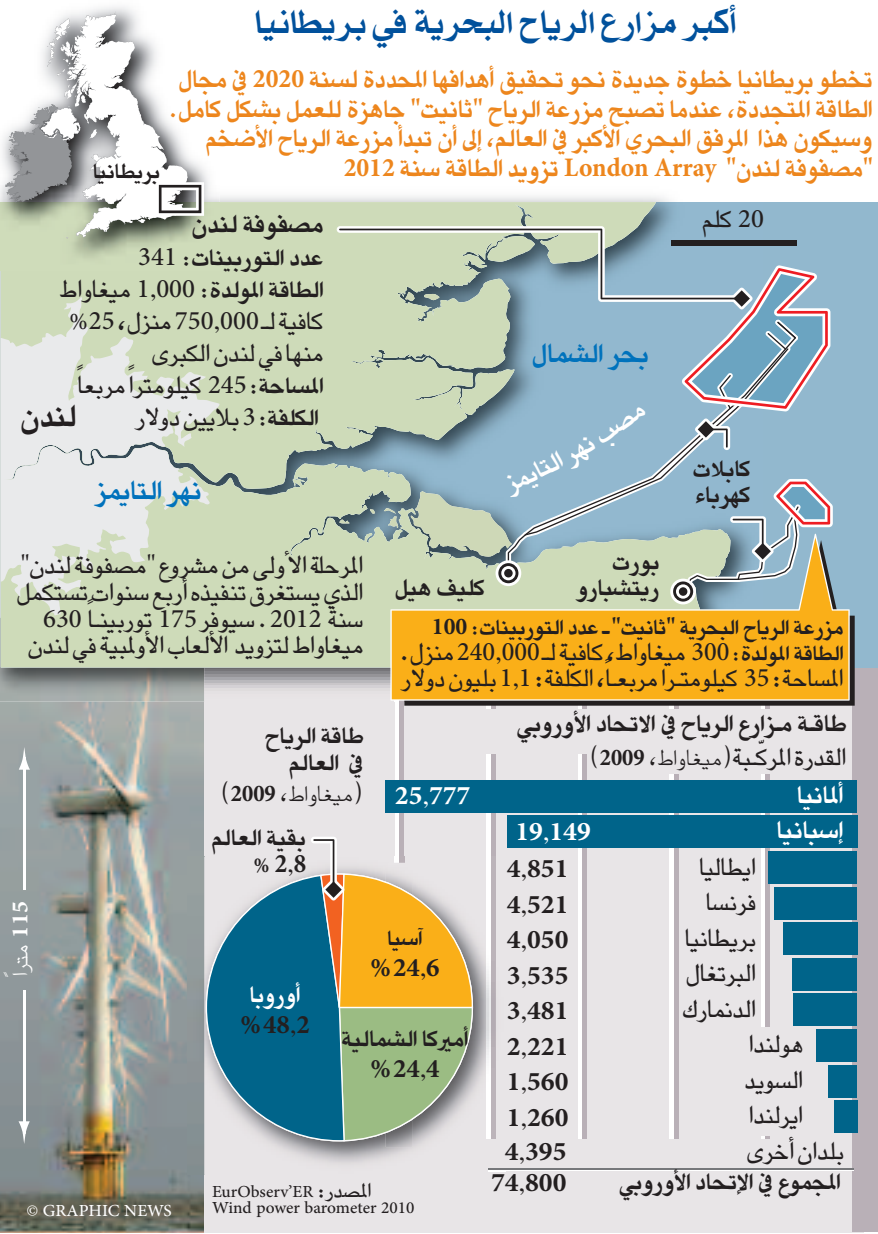 أكبر مزارع الرياح البحرية في بريطانيا
تخطو بريطانيا خطوة جديدة نحو تحقيق أهدافها المحددة لسنة 2020 في مجال
الطاقة المتجددة، عندما تصبح مزرعة الرياح "ثانيت" جاهزة للعمل بشكل كامل.
وسيكون هذا المرفق البحري الأكبر في العالم، إلى أن تبدأ مزرعة الرياح الأضخم
"مصفوفة لندن" London Array تزويد الطاقة سنة 2012
بريطانيا
20 كلم
مصفوفة لندن
عدد التوربينات: 341
الطاقة المولدة: 1,000 ميغاواط
كافية لـ 750,000 منزل، 25%
منها في لندن الكبرى
المساحة: 245 كيلومتراً مربعاً
الكلفة: 3 بلايين دولار
بحر الشمال
مصب نهر التايمز
لندن
نهر التايمز
كابلات
كهرباء
كليف هيل
بورت
ريتشبارو
المرحلة الأولى من مشروع "مصفوفة لندن"
الذي يستغرق تنفيذه أربع سنوات تستكمل
سنة 2012. سيوفر 175 توربيناً 630
ميغاواط لتزويد الألعاب الأولمبية في لندن
مزرعة الرياح البحرية "ثانيت" ـ عدد التوربينات: 100
الطاقة المولدة: 300 ميغاواط، كافية لـ 240,000 منزل.
المساحة: 35 كيلومتراً مربعاً، الكلفة: 1,1 بليون دولار
طاقة مزارع الرياح في الاتحاد الأوروبي
القدرة المركّبة (ميغاواط، 2009)
ألمانيا 25,777
إسبانيا 19,149
ايطاليا 4,851
فرنسا 4,521
بريطانيا 4,050
البرتغال 3,535
الدنمارك 3,481
هولندا 2,221
السويد 1,560
ايرلندا 1,260
بلدان أخرى 4,395
المجموع في الإتحاد الأوروبي 74,800
طاقة الرياح
في العالم
(ميغاواط، 2009)
بقية العالم
2,8 %
آسيا
24,6 %
أوروبا
48,2 %
أميركا الشمالية
24,4 %
115 متراً
المصدر: EurObserv'ER
Wind power barometer 2010
© GRAPHIC NEWS